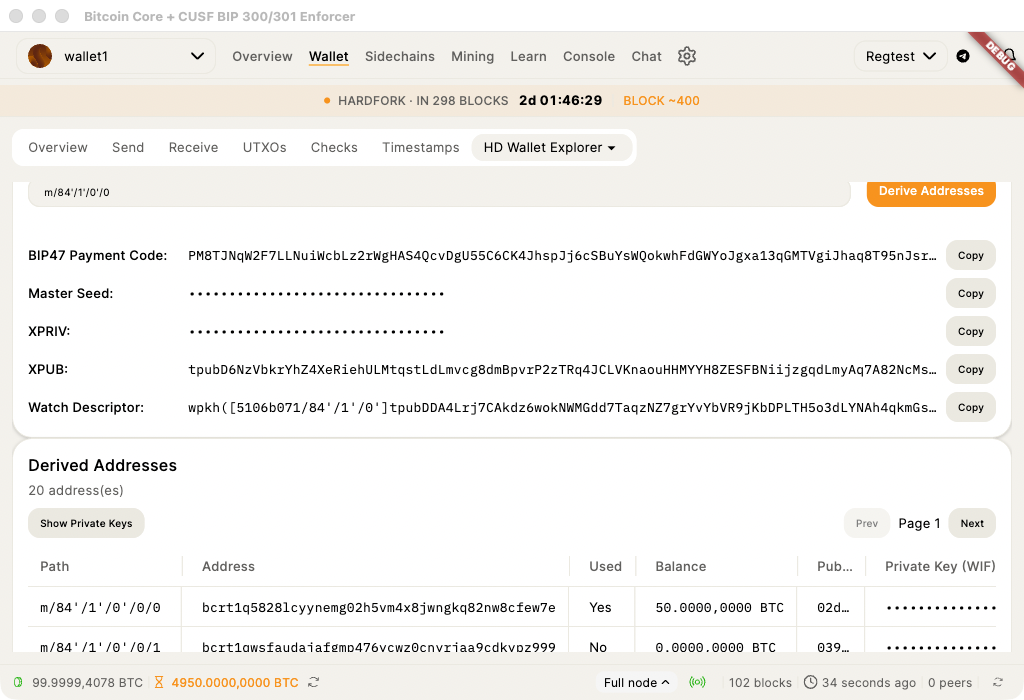 Bitcoin Core + CUSF BIP 300/301 Enforcer
wallet1 Overview Wallet Sidechains Mining Learn Console Chat Regtest DEBUG
HARDFORK · IN 298 BLOCKS 2d 01:46:29 BLOCK ~400
Overview Send Receive UTXOs Checks Timestamps HD Wallet Explorer
m/84'/1'/0'/0 Derive Addresses
BIP47 Payment Code: PM8TJNqW2F7LLNuiWcbLz2rWgHAS4QcvDgU55C6CK4JhspJj6cSBuYsWQokwhFdGWYoJgxa13qGMTVgiJhaq8T95nJsr… Copy
Master Seed: •••••••••••••••••••••••••••••••• Copy
XPRIV: •••••••••••••••••••••••••••••••• Copy
XPUB: tpubD6NzVbkrYhZ4XeRiehULMtqstLdLmvcg8dmBpvrP2zTRq4JCLVKnaouHHMYYH8ZESFBNiijzgqdLmyAq7A82NcMs… Copy
Watch Descriptor: wpkh([5106b071/84'/1'/0']tpubDDA4Lrj7CAkdz6wokNWMGdd7TaqzNZ7grYvYbVR9jKbDPLTH5o3dLYNAh4qkmGs… Copy
Derived Addresses
20 address(es)
Show Private Keys Prev Page 1 Next
Path Address Used Balance Pub... Private Key (WIF)
m/84'/1'/0'/0/0 bcrt1q5828lcyynemg02h5vm4x8jwngkq82nw8cfew7e Yes 50.0000,0000 BTC 02d… ••••••••••••••
m/84'/1'/0'/0/1 bcrt1qwsfaudajafgmp476vcwz0cnyrjaa9cdkypz999 No 0.0000,0000 BTC 039… ••••••••••••••
99.9999,4078 BTC 4950.0000,0000 BTC Full node 102 blocks 34 seconds ago 0 peers